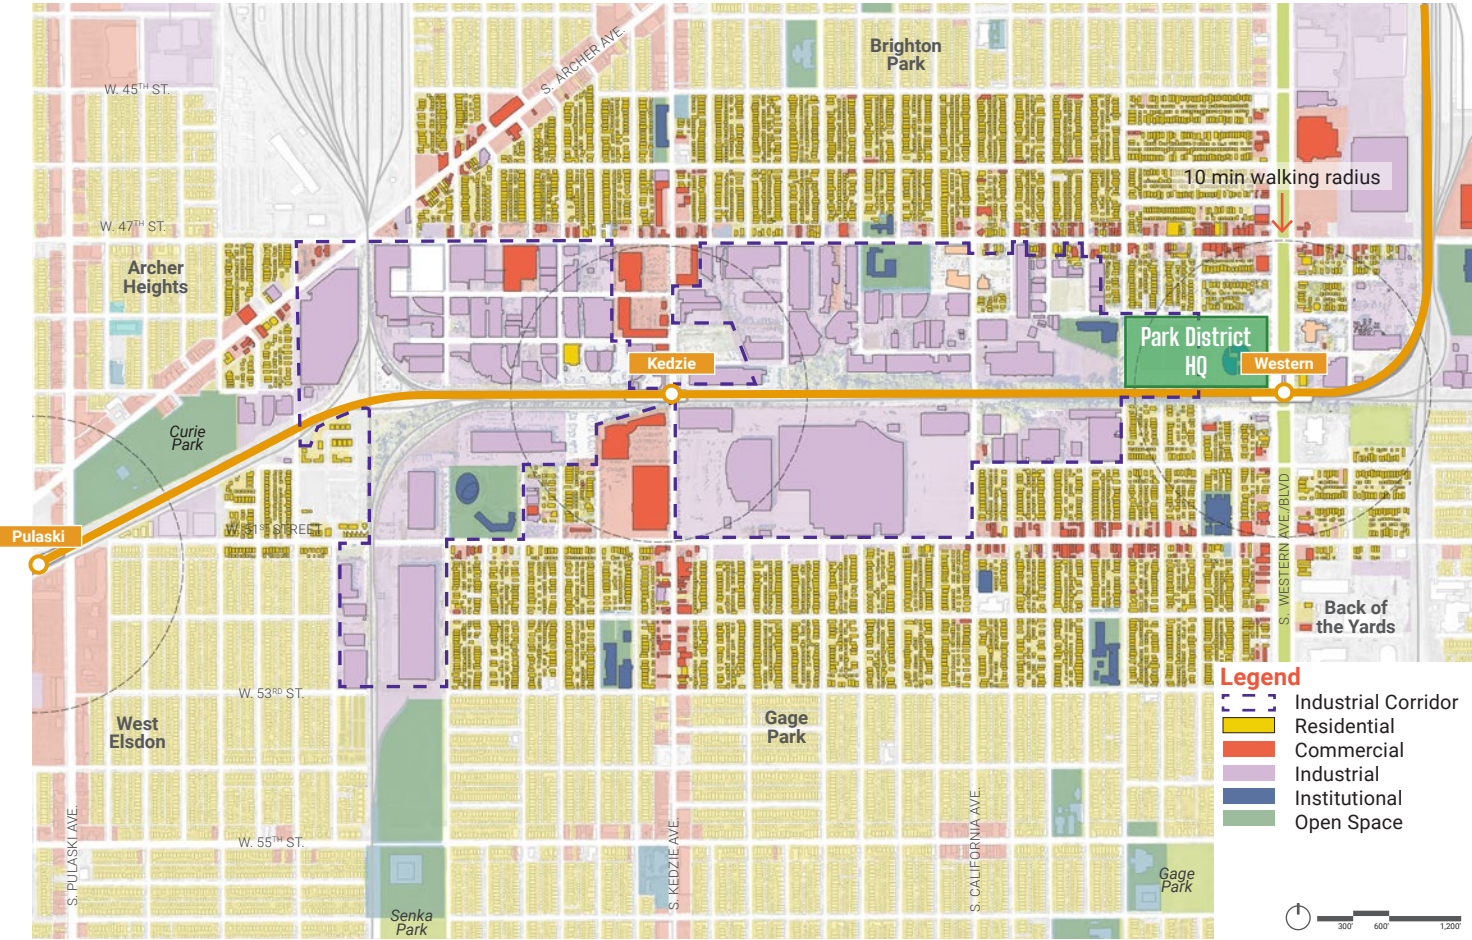 Brighton
Park
S. ARCHER AVE.
W. 45TH ST.
10 min walking radius
W. 47TH ST.
Archer
Heights
Park District
HQ
Kedzie
Western
Curie
Park
W. 51ST STREET
Pulaski
S. WESTERN AVE./BLVD
Back of
the Yards
W. 53RD ST.
West
Elsdon
Gage
Park
S. PULASKI AVE.
W. 55TH ST.
S. KEDZIE AVE.
S. CALIFORNIA AVE.
Gage
Park
Senka
Park
Legend
Industrial Corridor
Residential
Commercial
Industrial
Institutional
Open Space
300' 600' 1,200'